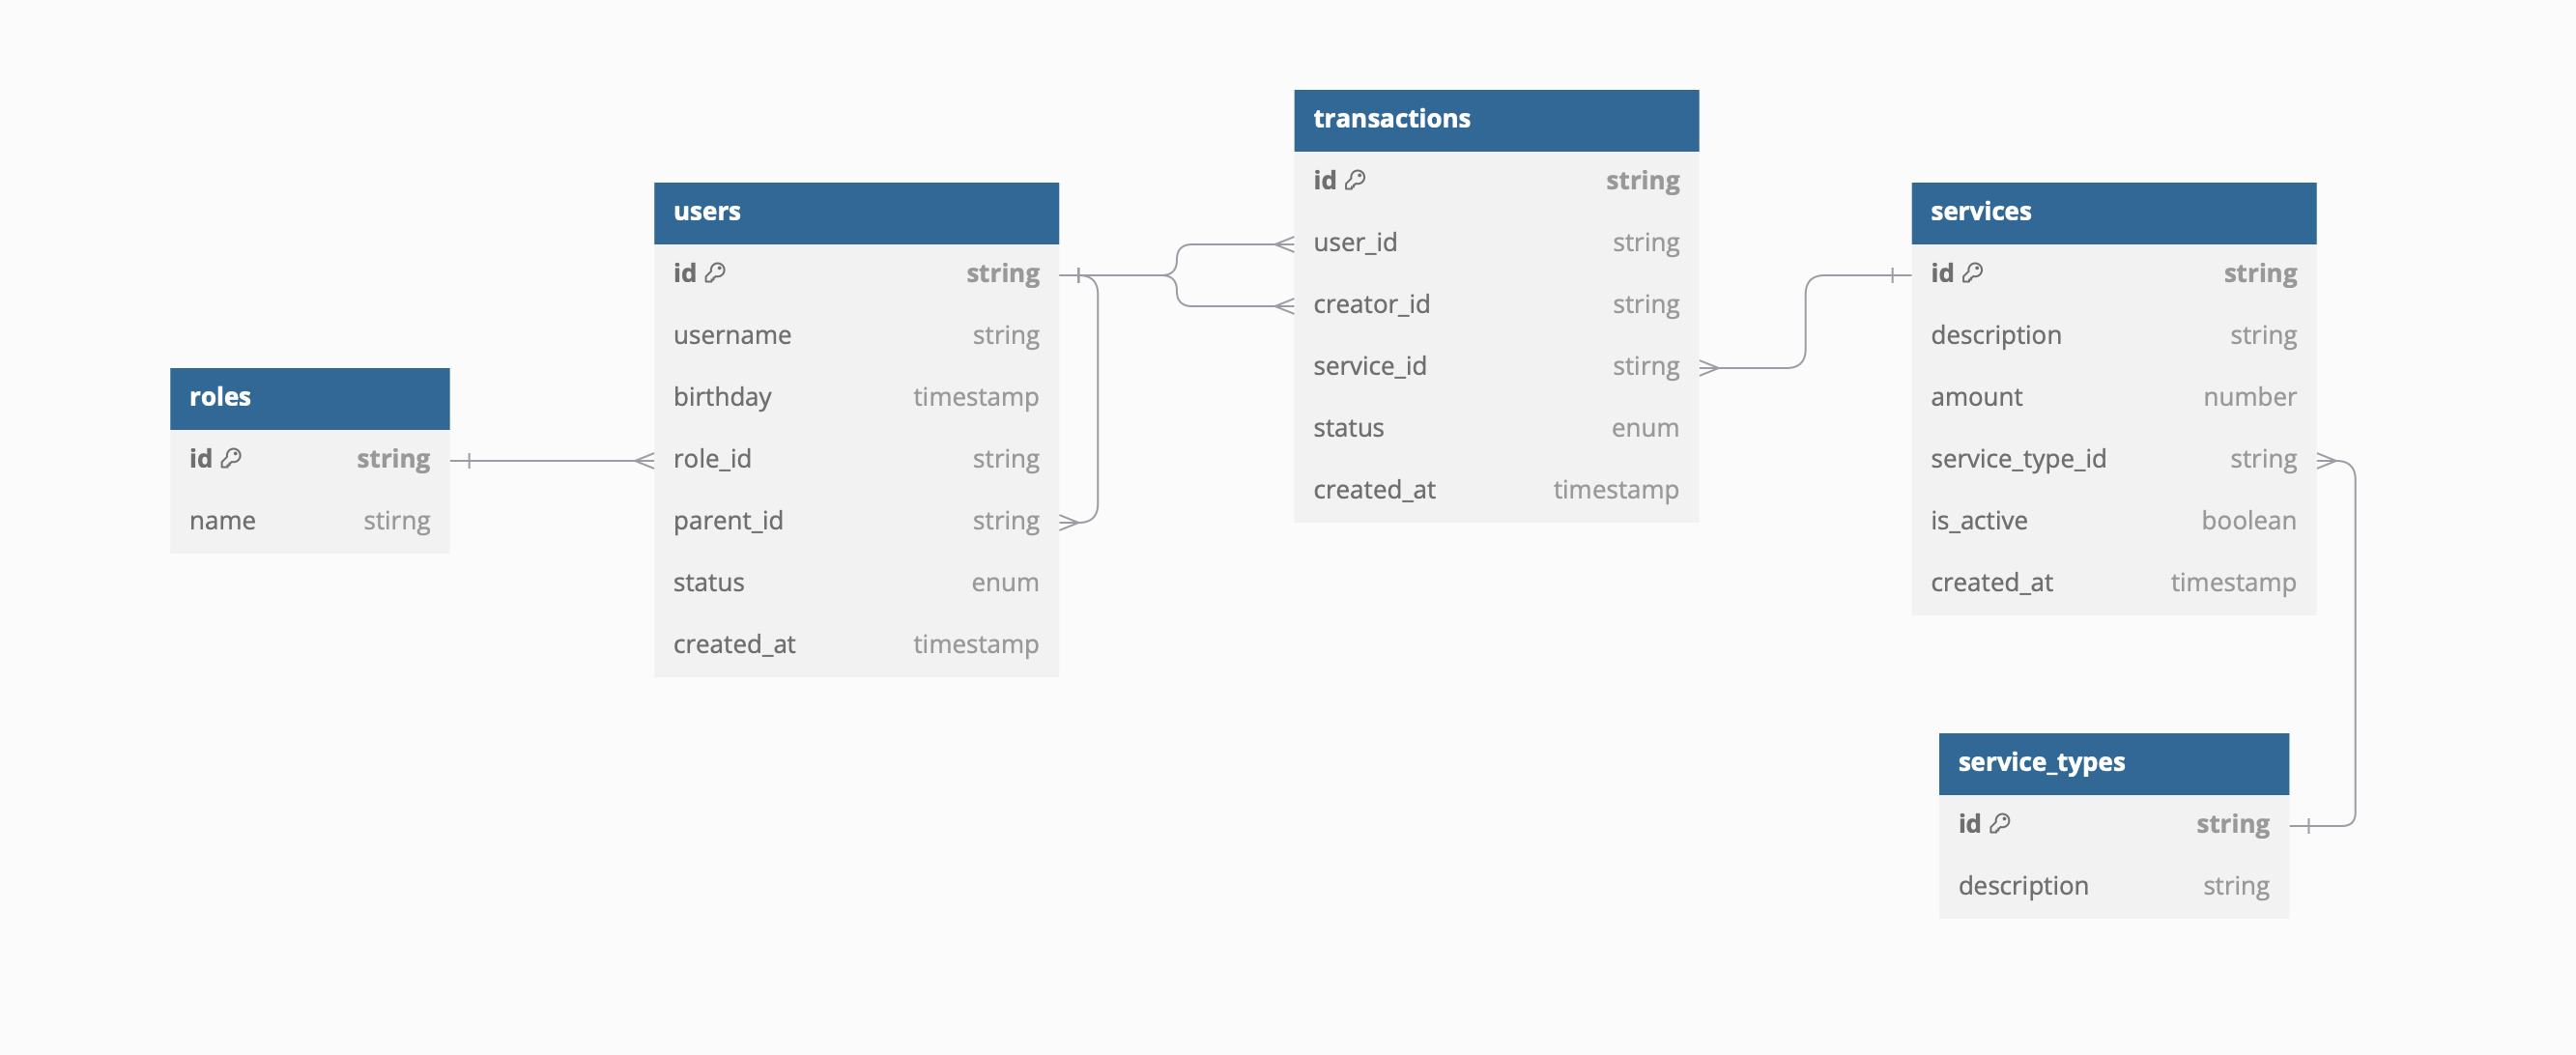 roles
id string
name stirng
users
id string
username string
birthday timestamp
role_id string
parent_id string
status enum
created_at timestamp
transactions
id string
user_id string
creator_id string
service_id stirng
status enum
created_at timestamp
services
id string
description string
amount number
service_type_id string
is_active boolean
created_at timestamp
service_types
id string
description string